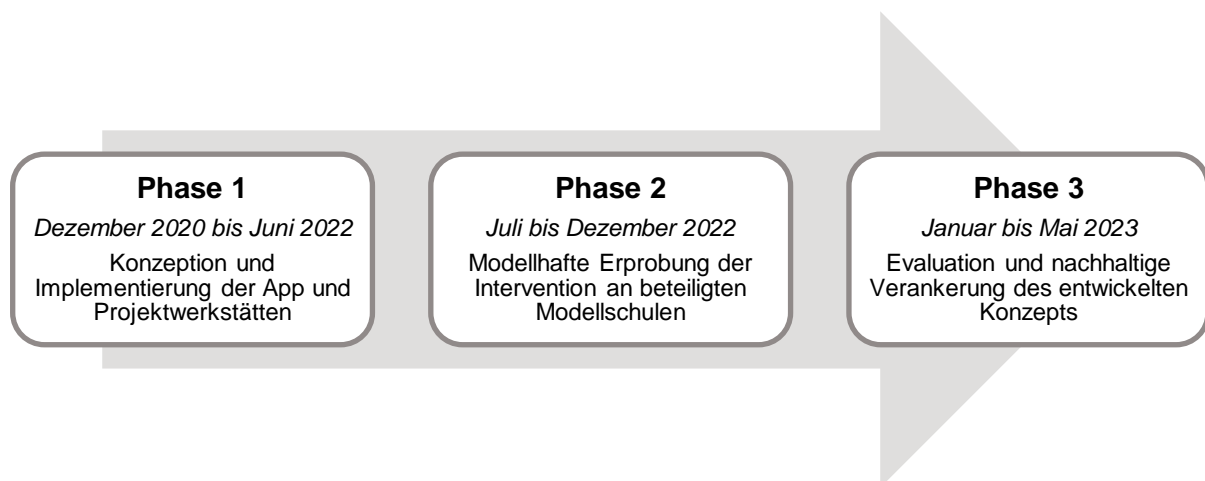 Phase 1
Dezember 2020 bis Juni 2022
Konzeption und
Implementierung der App und
Projektwerkstätten
Phase 2
Juli bis Dezember 2022
Modellhafte Erprobung der
Intervention an beteiligten
Modellschulen
Phase 3
Januar bis Mai 2023
Evaluation und nachhaltige
Verankerung des entwickelten
Konzepts